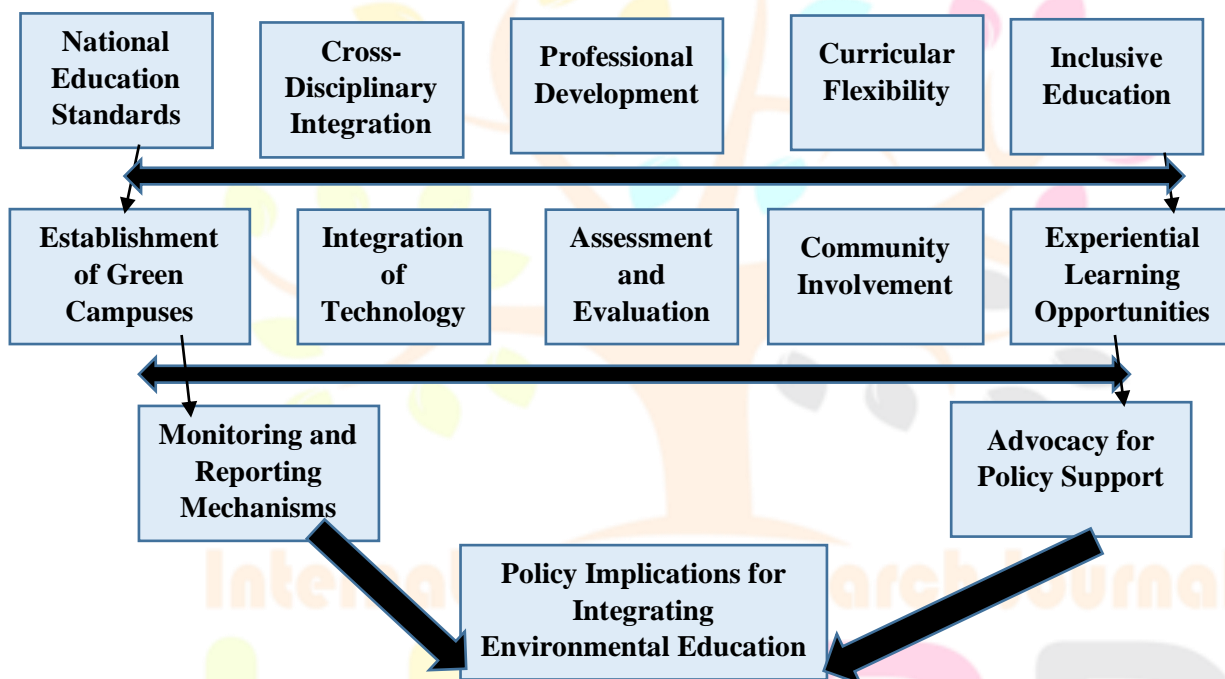 National
Education
Standards
Cross-
Disciplinary
Integration
Professional
Development
Curricular
Flexibility
Inclusive
Education
Establishment
of Green
Campuses
Integration
of
Technology
Assessment
and
Evaluation
Community
Involvement
Experiential
Learning
Opportunities
Monitoring and
Reporting
Mechanisms
Advocacy for
Policy Support
Policy Implications for
Integrating
Environmental Education